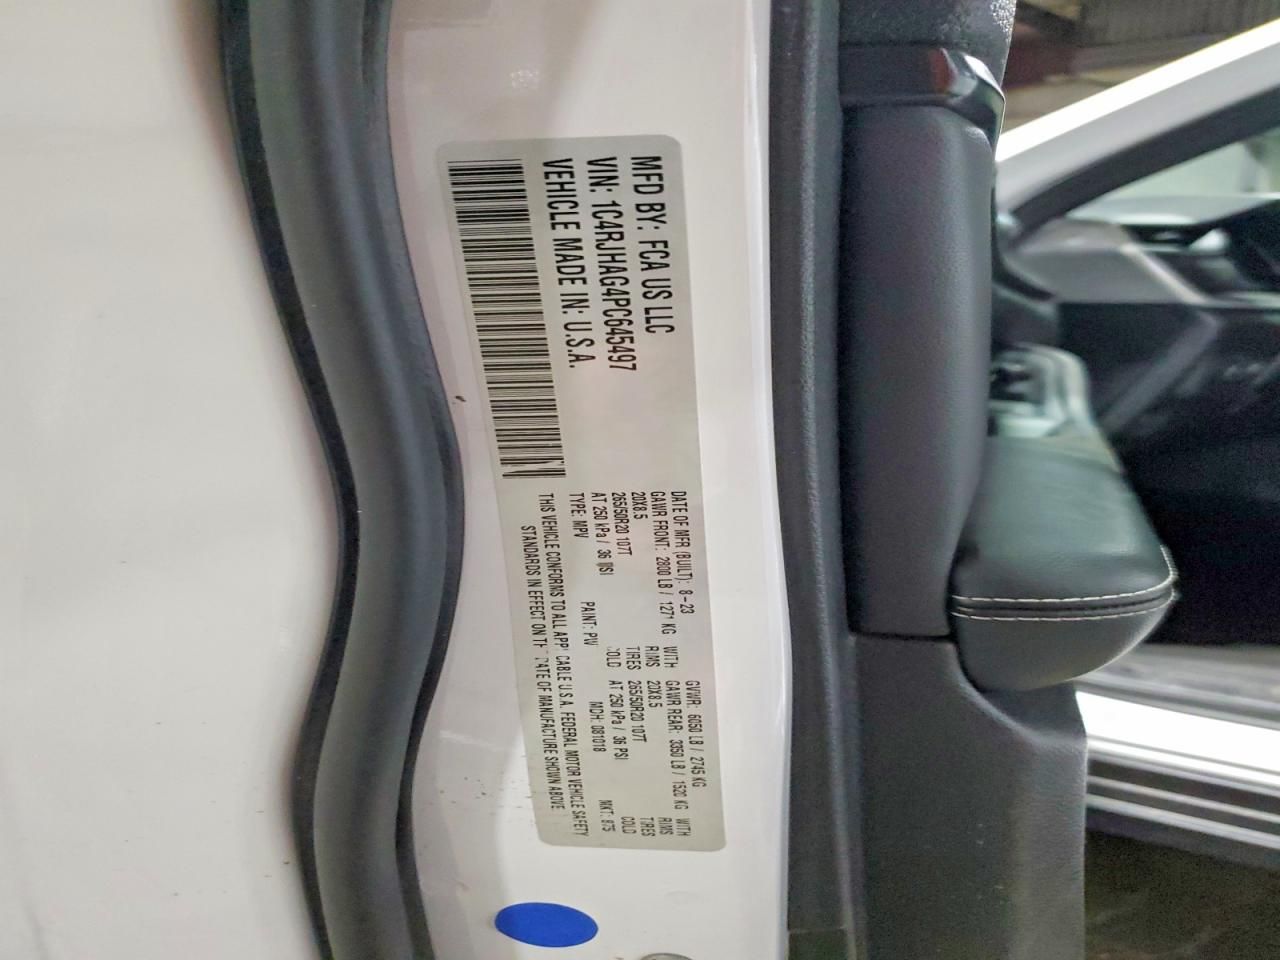 MFD BY: FCA US LLC
VIN: 1C4RJHAG4PC645497
VEHICLE MADE IN: U.S.A.
DATE OF MFR (BUILT): 8-23 GVWR: 6050 LB / 2745 KG
GAWR FRONT: 2800 LB / 1271 KG WITH GAWR REAR: 3350 LB / 1520 KG WITH
20X8.5 RIMS 20X8.5 RIMS
265/50R20 107T TIRES 265/50R20 107T TIRES
AT 250 kPa / 36 PSI COLD AT 250 kPa / 36 PSI COLD
TYPE: MPV PAINT: PW MDH: 081018 MKT: 875
THIS VEHICLE CONFORMS TO ALL APPLICABLE U.S.A. FEDERAL MOTOR VEHICLE SAFETY
STANDARDS IN EFFECT ON THE DATE OF MANUFACTURE SHOWN ABOVE